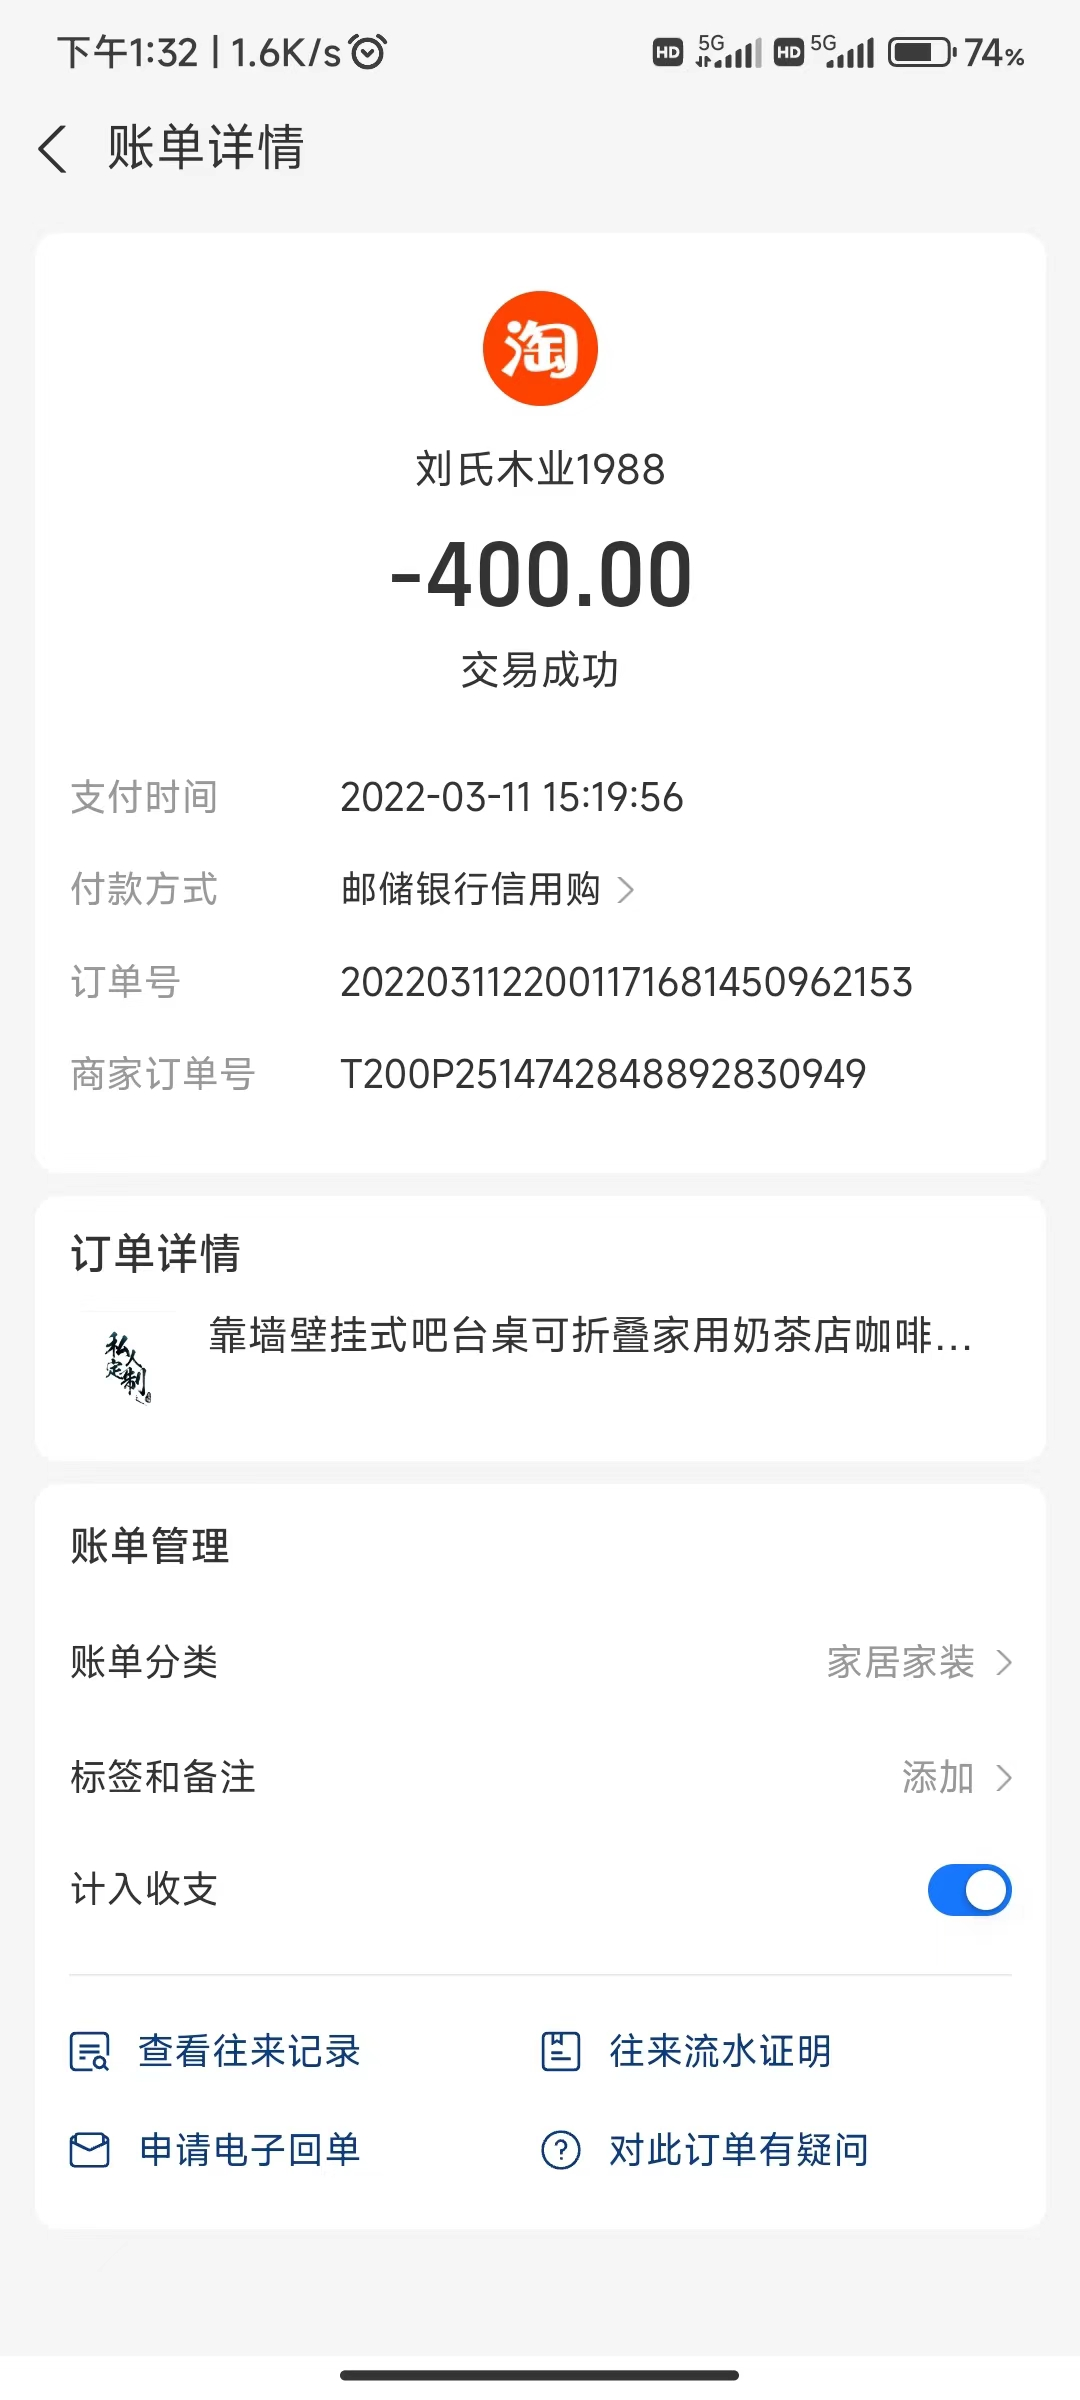 下午1:32 | 1.6K/s HD 5G HD 5G 74%
账单详情
淘
刘氏木业1988
-400.00
交易成功
支付时间 2022-03-11 15:19:56
付款方式 邮储银行信用购
订单号 2022031122001171681450962153
商家订单号 T200P2514742848892830949
订单详情
私人定制 靠墙壁挂式吧台桌可折叠家用奶茶店咖啡...
账单管理
账单分类 家居家装
标签和备注 添加
计入收支
查看往来记录 往来流水证明
申请电子回单 对此订单有疑问